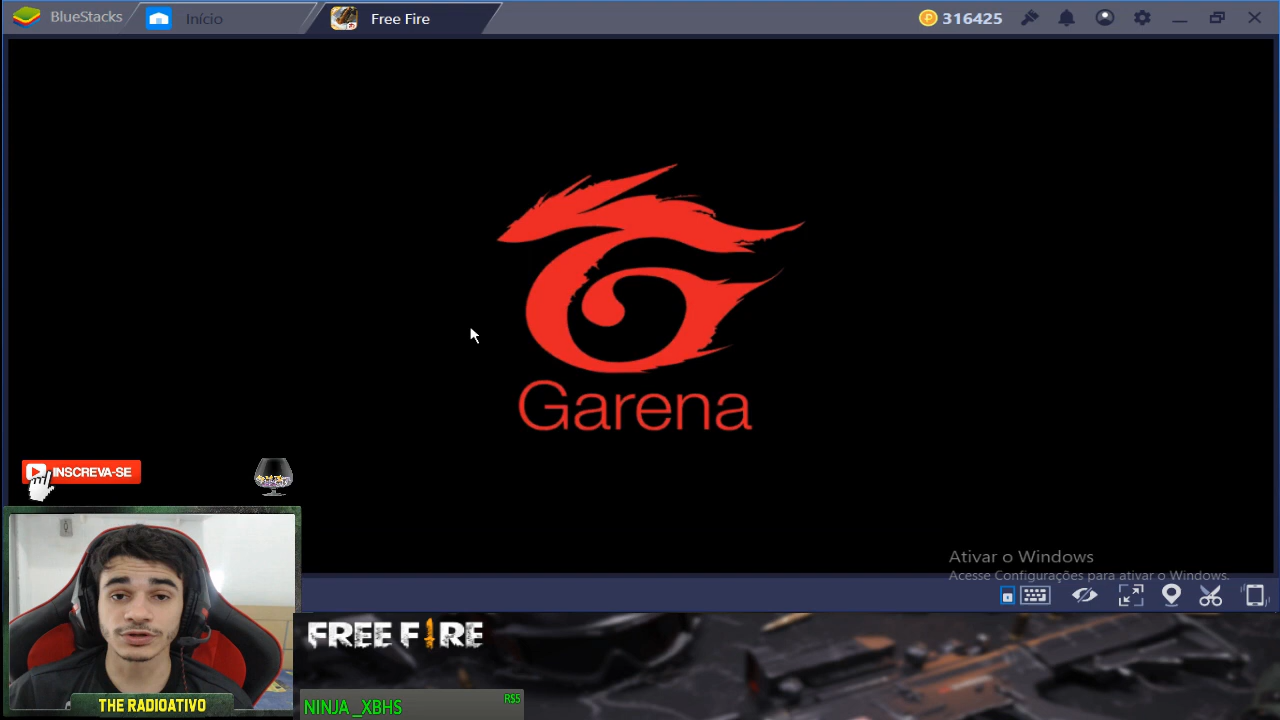 BlueStacks
Início
Free Fire
316425
Garena
INSCREVA-SE
Ativar o Windows
Acesse Configurações para ativar o Windows.
FREE FIRE
THE RADIOATIVO
NINJA_XBHS
R$5